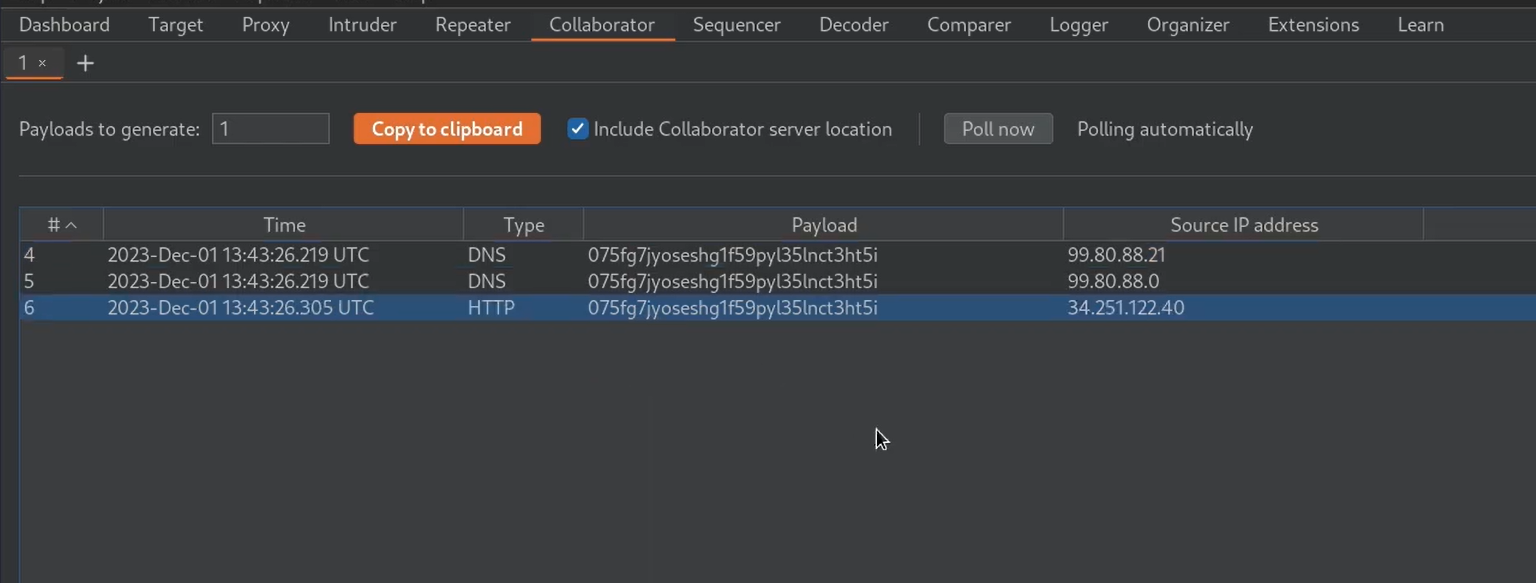 Dashboard Target Proxy Intruder Repeater Collaborator Sequencer Decoder Comparer Logger Organizer Extensions Learn
1 × +
Payloads to generate: 1 Copy to clipboard Include Collaborator server location Poll now Polling automatically
# Time Type Payload Source IP address
4 2023-Dec-01 13:43:26.219 UTC DNS 075fg7jyoseshg1f59pyl35lnct3ht5i 99.80.88.21
5 2023-Dec-01 13:43:26.219 UTC DNS 075fg7jyoseshg1f59pyl35lnct3ht5i 99.80.88.0
6 2023-Dec-01 13:43:26.305 UTC HTTP 075fg7jyoseshg1f59pyl35lnct3ht5i 34.251.122.40